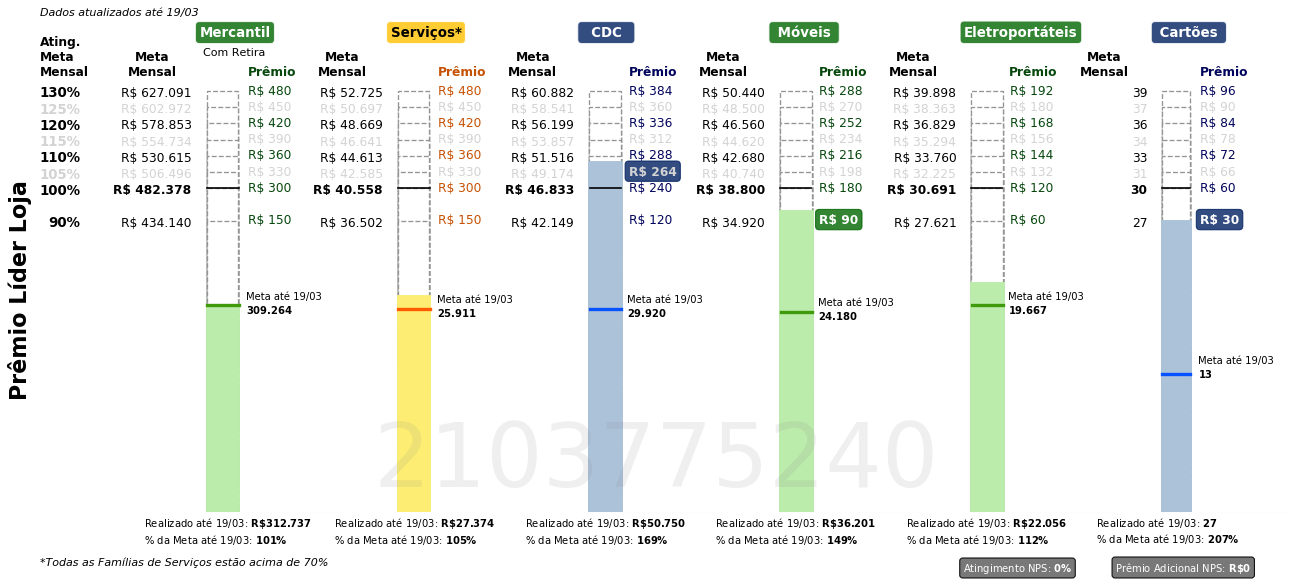 Dados atualizados até 19/03
Mercantil Serviços* CDC Móveis Eletroportáteis Cartões
Com Retira
Ating. Meta Mensal
Meta Mensal Prêmio Meta Mensal Prêmio Meta Mensal Prêmio Meta Mensal Prêmio Meta Mensal Prêmio Meta Mensal Prêmio
130% R$ 627.091 R$ 480 R$ 52.725 R$ 480 R$ 60.882 R$ 384 R$ 50.440 R$ 288 R$ 39.898 R$ 192 39 R$ 96
125% R$ 602.972 R$ 450 R$ 50.697 R$ 450 R$ 58.541 R$ 360 R$ 48.500 R$ 270 R$ 38.363 R$ 180 37 R$ 90
120% R$ 578.853 R$ 420 R$ 48.669 R$ 420 R$ 56.199 R$ 336 R$ 46.560 R$ 252 R$ 36.829 R$ 168 36 R$ 84
115% R$ 554.734 R$ 390 R$ 46.641 R$ 390 R$ 53.857 R$ 312 R$ 44.620 R$ 234 R$ 35.294 R$ 156 34 R$ 78
110% R$ 530.615 R$ 360 R$ 44.613 R$ 360 R$ 51.516 R$ 288 R$ 42.680 R$ 216 R$ 33.760 R$ 144 33 R$ 72
105% R$ 506.496 R$ 330 R$ 42.585 R$ 330 R$ 49.174 R$ 264 R$ 40.740 R$ 198 R$ 32.225 R$ 132 31 R$ 66
100% R$ 482.378 R$ 300 R$ 40.558 R$ 300 R$ 46.833 R$ 240 R$ 38.800 R$ 180 R$ 30.691 R$ 120 30 R$ 60
90% R$ 434.140 R$ 150 R$ 36.502 R$ 150 R$ 42.149 R$ 120 R$ 34.920 R$ 90 R$ 27.621 R$ 60 27 R$ 30
Prêmio Líder Loja
Meta até 19/03
309.264
Meta até 19/03
25.911
Meta até 19/03
29.920
Meta até 19/03
24.180
Meta até 19/03
19.667
Meta até 19/03
13
2103775240
Realizado até 19/03: R$312.737
% da Meta até 19/03: 101%
Realizado até 19/03: R$27.374
% da Meta até 19/03: 105%
Realizado até 19/03: R$50.750
% da Meta até 19/03: 169%
Realizado até 19/03: R$36.201
% da Meta até 19/03: 149%
Realizado até 19/03: R$22.056
% da Meta até 19/03: 112%
Realizado até 19/03: 27
% da Meta até 19/03: 207%
*Todas as Famílias de Serviços estão acima de 70%
Atingimento NPS: 0%
Prêmio Adicional NPS: R$0